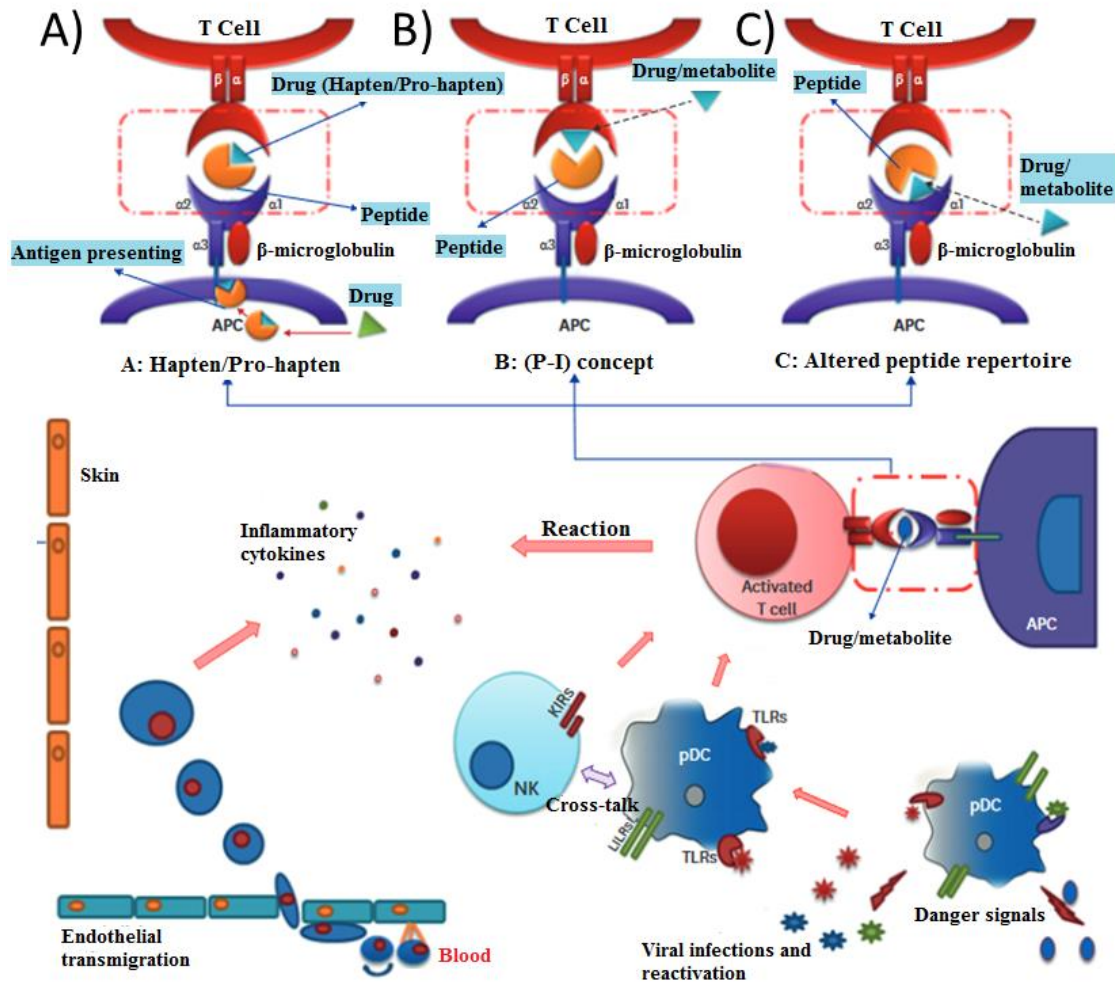 A)
T Cell
β α
Drug (Hapten/Pro-hapten)
α2
α1
Peptide
α3
β-microglobulin
Antigen presenting
Drug
APC
A: Hapten/Pro-hapten
B)
T Cell
Drug/metabolite
β α
α2
α1
Peptide
α3
β-microglobulin
APC
B: (P-I) concept
C)
T Cell
Peptide
β α
Drug/
metabolite
α2
α1
α3
β-microglobulin
APC
C: Altered peptide repertoire
Skin
Inflammatory
cytokines
Reaction
Activated
T cell
APC
Drug/metabolite
KIRs
NK
Cross-talk
TLRs
pDC
LILRs
TLRs
pDC
Danger signals
Viral infections and
reactivation
Endothelial
transmigration
Blood